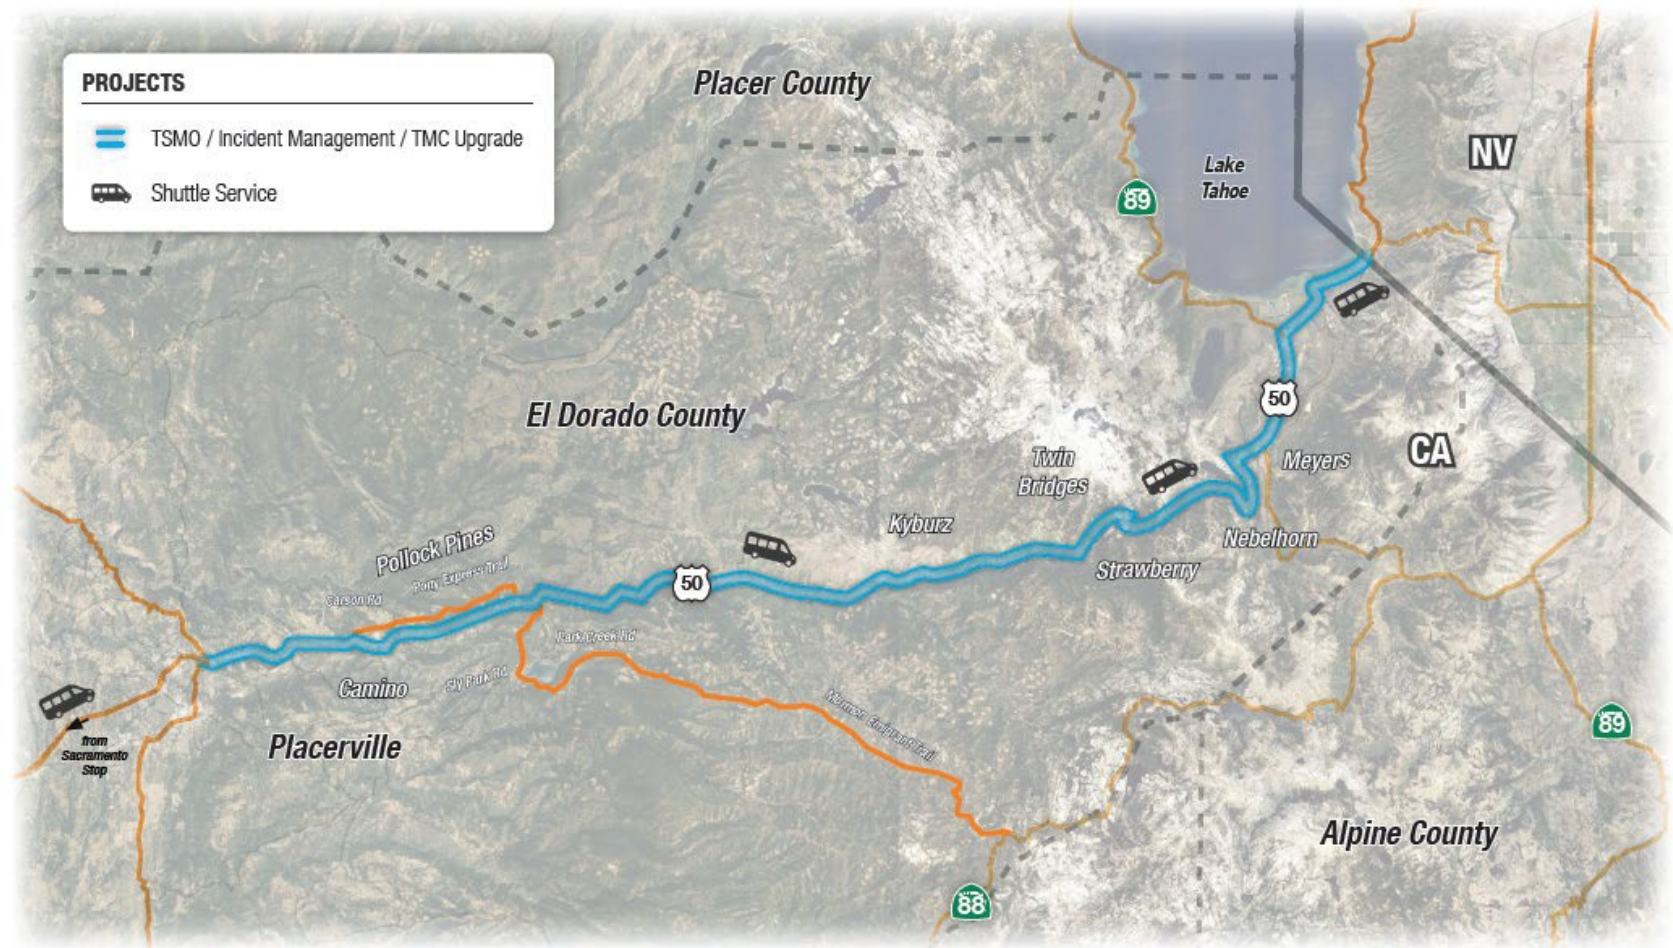 PROJECTS
TSMO / Incident Management / TMC Upgrade
Shuttle Service
Placer County
Lake
Tahoe
NV
89
El Dorado County
50
CA
Twin
Bridges
Meyers
Kyburz
Nebelhorn
Strawberry
Pollock Pines
Pony Express Trail
Carson Rd
50
Park Creek Rd
Sly Park Rd
Camino
Mormon Emigrant Trail
from
Sacramento
Stop
Placerville
89
Alpine County
88